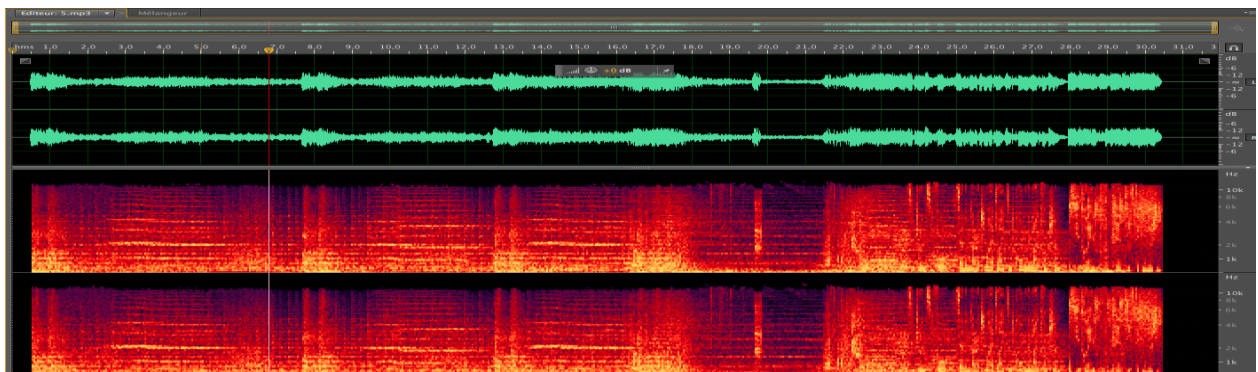 Editeur: 5.mp3 Mélangeur
hms 1,0 2,0 3,0 4,0 5,0 6,0 7,0 8,0 9,0 10,0 11,0 12,0 13,0 14,0 15,0 16,0 17,0 18,0 19,0 20,0 21,0 22,0 23,0 24,0 25,0 26,0 27,0 28,0 29,0 30,0 31,0 3
+0 dB
dB
-6
-12
-∞ L
-12
-6
dB
-6
-12
-∞ R
-12
-6
Hz
10k
8k
6k
4k
2k
1k
Hz
10k
8k
6k
4k
2k
1k